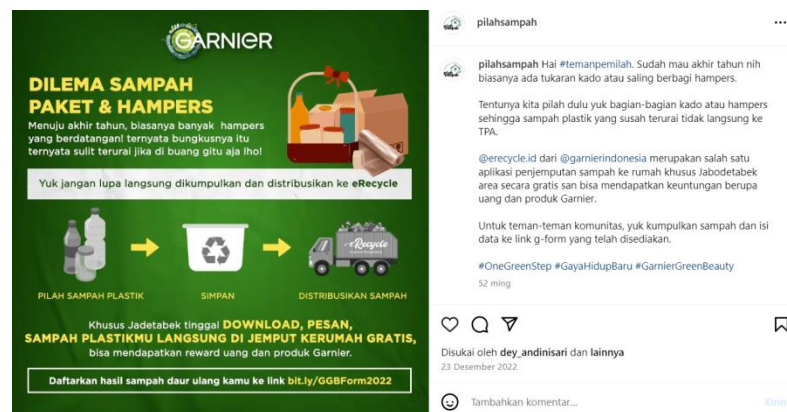 GARNIER
DILEMA SAMPAH
PAKET & HAMPERS
Menuju akhir tahun, biasanya banyak hampers
yang berdatangan! ternyata bungkusnya itu
ternyata sulit terurai jika di buang gitu aja lho!
Yuk jangan lupa langsung dikumpulkan dan distribusikan ke eRecycle
eRecycle
PILAH SAMPAH PLASTIK
SIMPAN
DISTRIBUSIKAN SAMPAH
Khusus Jadetabek tinggal DOWNLOAD, PESAN,
SAMPAH PLASTIKMU LANGSUNG DI JEMPUT KERUMAH GRATIS,
bisa mendapatkan reward uang dan produk Garnier.
Daftarkan hasil sampah daur ulang kamu ke link bit.ly/GGBForm2022
pilahsampah
pilahsampah Hai #temanpemilah. Sudah mau akhir tahun nih
biasanya ada tukaran kado atau saling berbagi hampers.
Tentunya kita pilah dulu yuk bagian-bagian kado atau hampers
sehingga sampah plastik yang susah terurai tidak langsung ke
TPA.
@erecycle.id dari @garnierindonesia merupakan salah satu
aplikasi penjemputan sampah ke rumah khusus Jabodetabek
area secara gratis san bisa mendapatkan keuntungan berupa
uang dan produk Garnier.
Untuk teman-teman komunitas, yuk kumpulkan sampah dan isi
data ke link g-form yang telah disediakan.
#OneGreenStep #GayaHidupBaru #GarnierGreenBeauty
52 ming
Disukai oleh dey_andinisari dan lainnya
23 Desember 2022
Tambahkan komentar...
Kirim